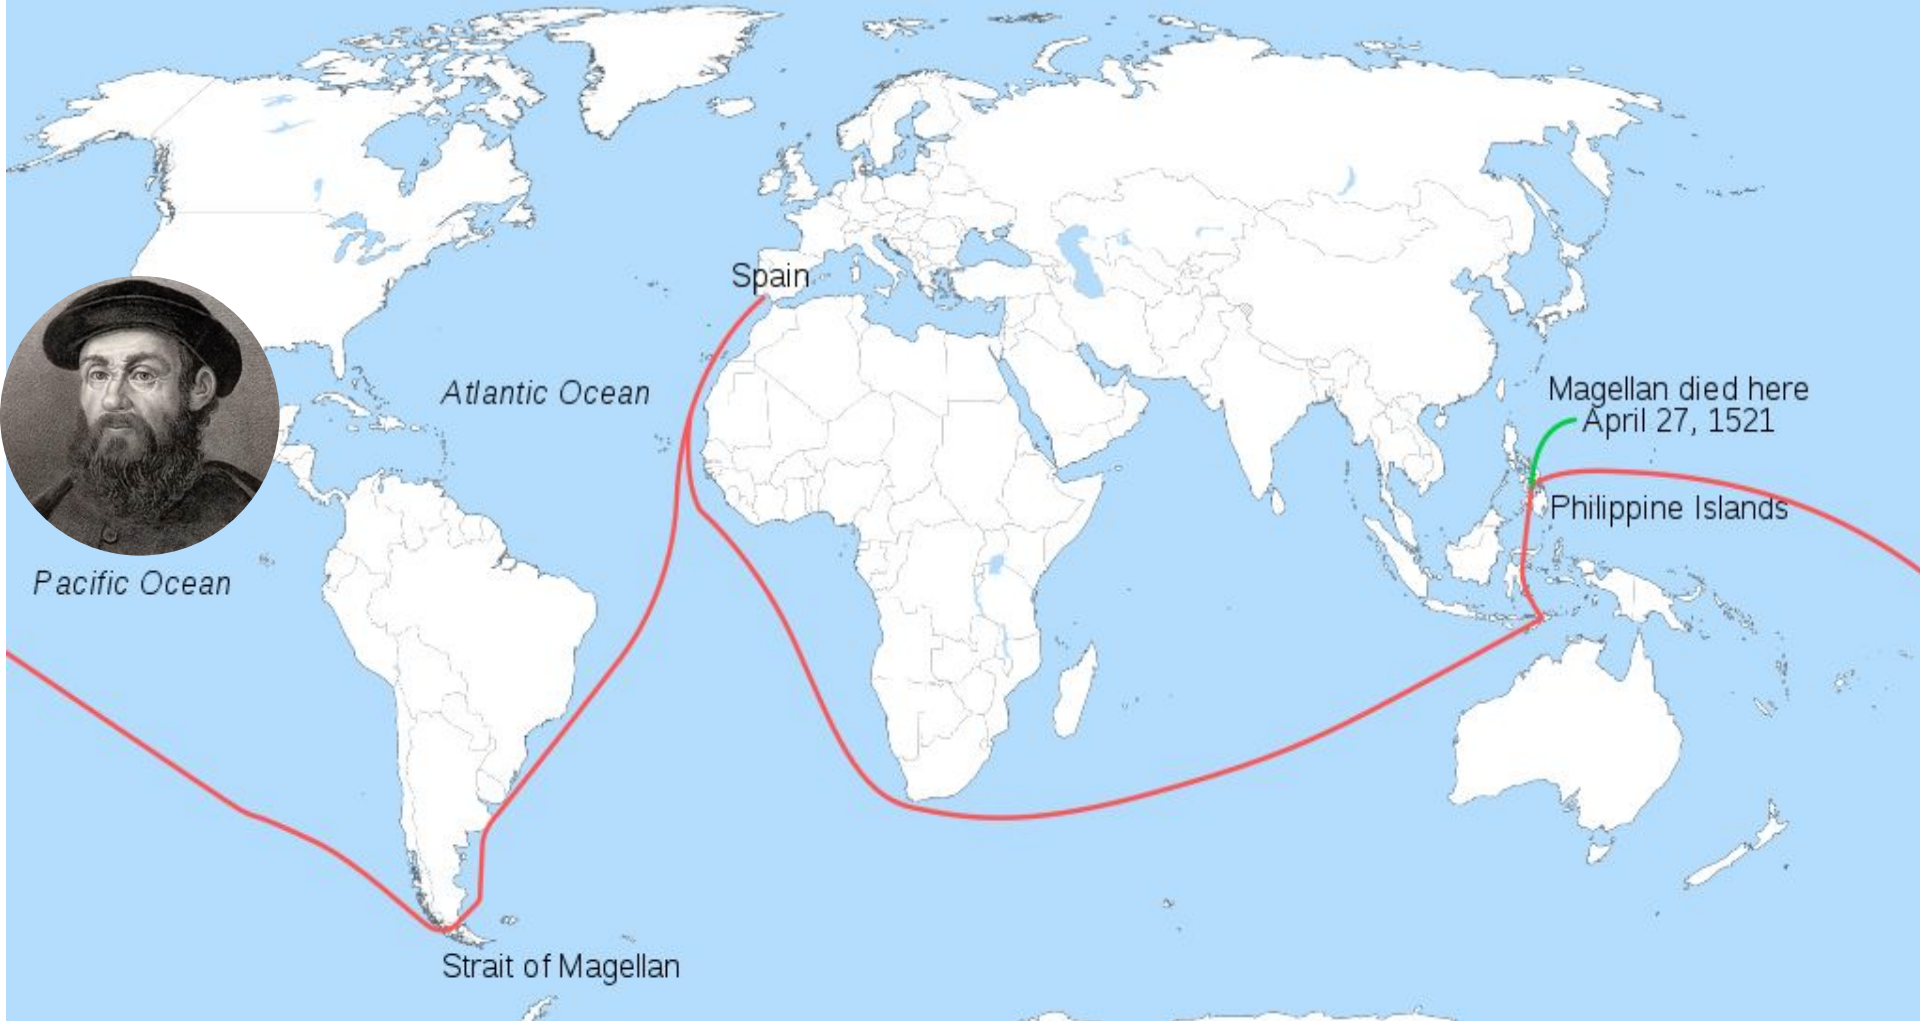 Spain
Atlantic Ocean
Magellan died here
April 27, 1521
Philippine Islands
Pacific Ocean
Strait of Magellan